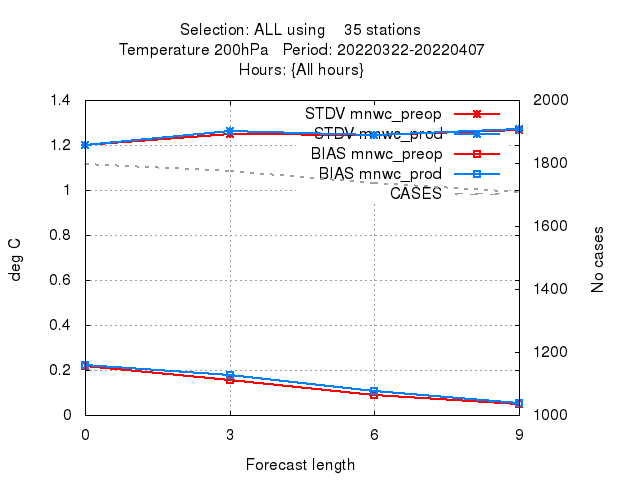 Selection: ALL using 35 stations
Temperature 200hPa Period: 20220322-20220407
Hours: {All hours}
1.4 2000
STDV mnwc_preop
STDV mnwc_prod
1.2
BIAS mnwc_preop
1800
BIAS mnwc_prod
1
CASES
0.8 1600
deg C No cases
0.6 1400
0.4
0.2 1200
0 1000
0 3 6 9
Forecast length